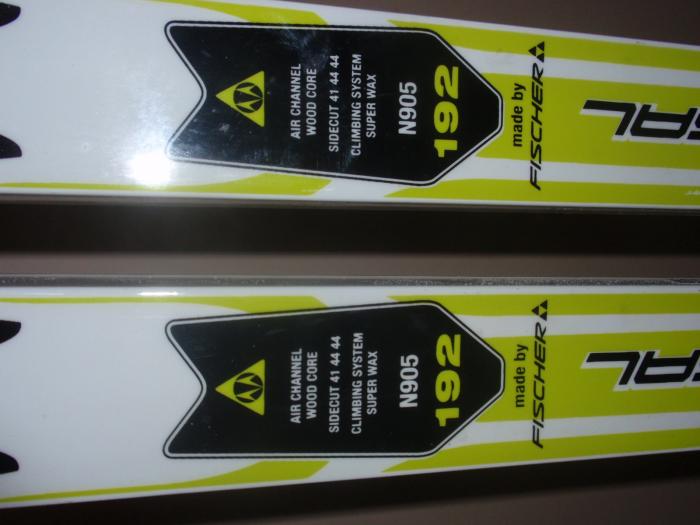 AIR CHANNEL
WOOD CORE
SIDECUT 41 44 44
CLIMBING SYSTEM
SUPER WAX
N905
192
made by
FISCHER
AIR CHANNEL
WOOD CORE
SIDECUT 41 44 44
CLIMBING SYSTEM
SUPER WAX
N905
192
made by
FISCHER